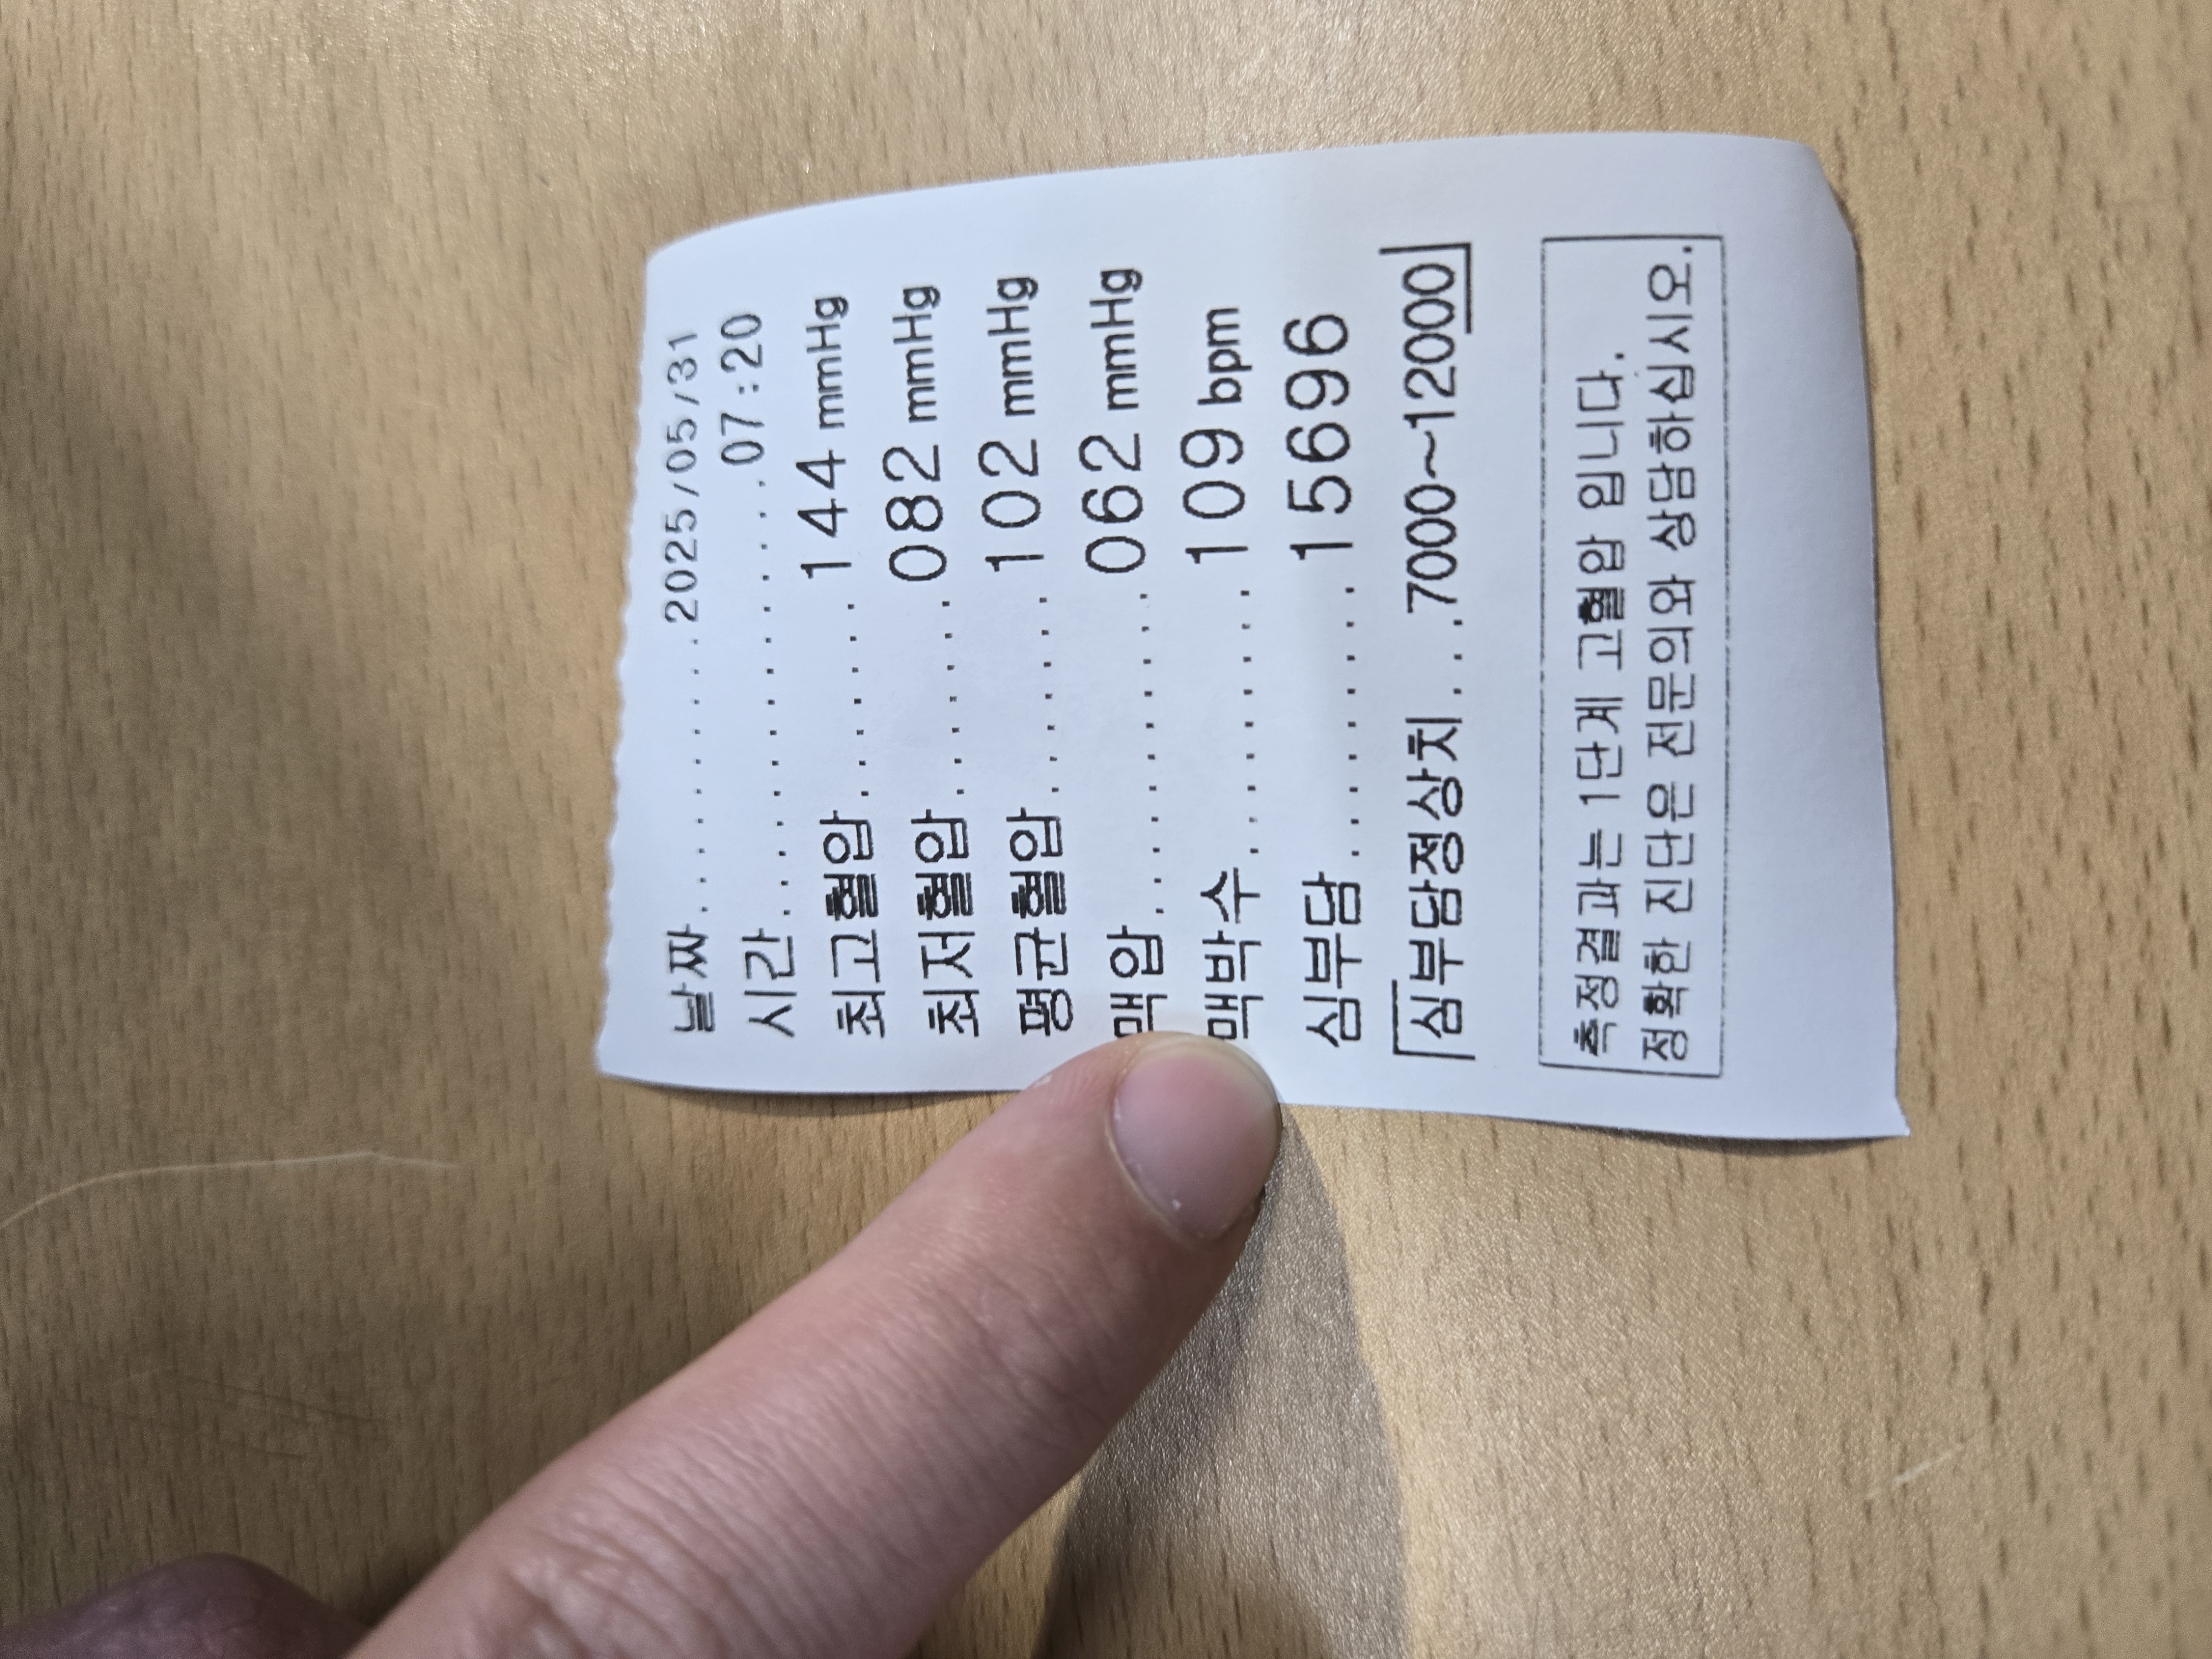 날짜...........2025/05/31
시간..............07:20
최고혈압.......144 mmHg
최저혈압.......082 mmHg
평균혈압.......102 mmHg
맥압...........062 mmHg
맥박수.........109 bpm
심부담.........15696
심부담정상치...7000~12000
측정결과는 1단계 고혈압 입니다.
정확한 진단은 전문의와 상담하십시오.